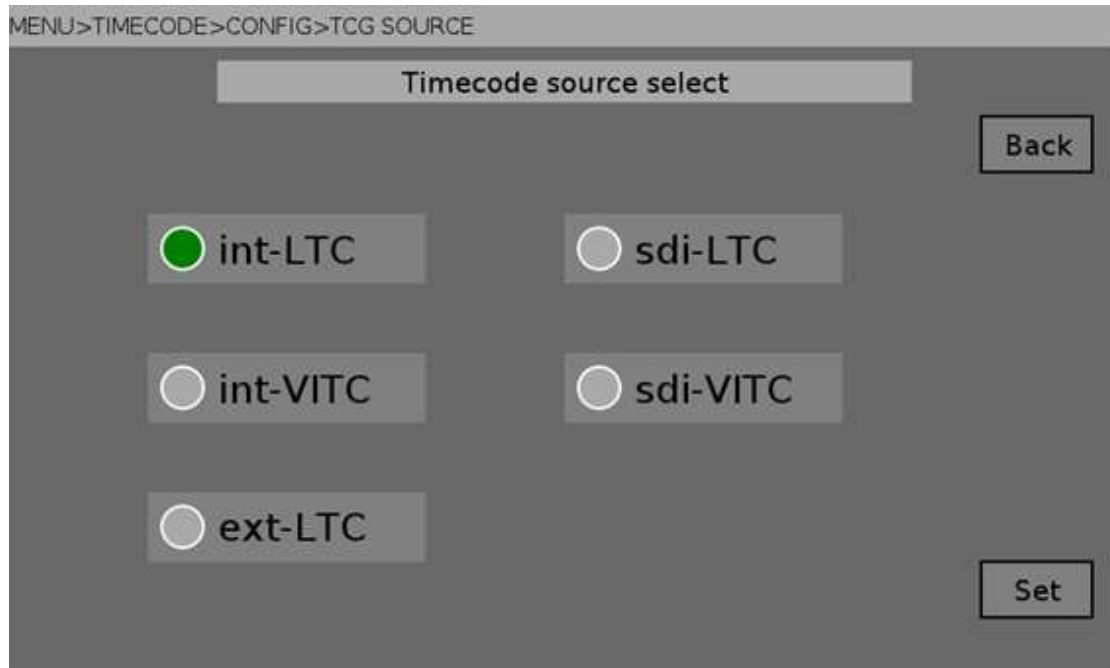 MENU>TIMECODE>CONFIG>TCG SOURCE
Timecode source select
Back
int-LTC
sdi-LTC
int-VITC
sdi-VITC
ext-LTC
Set